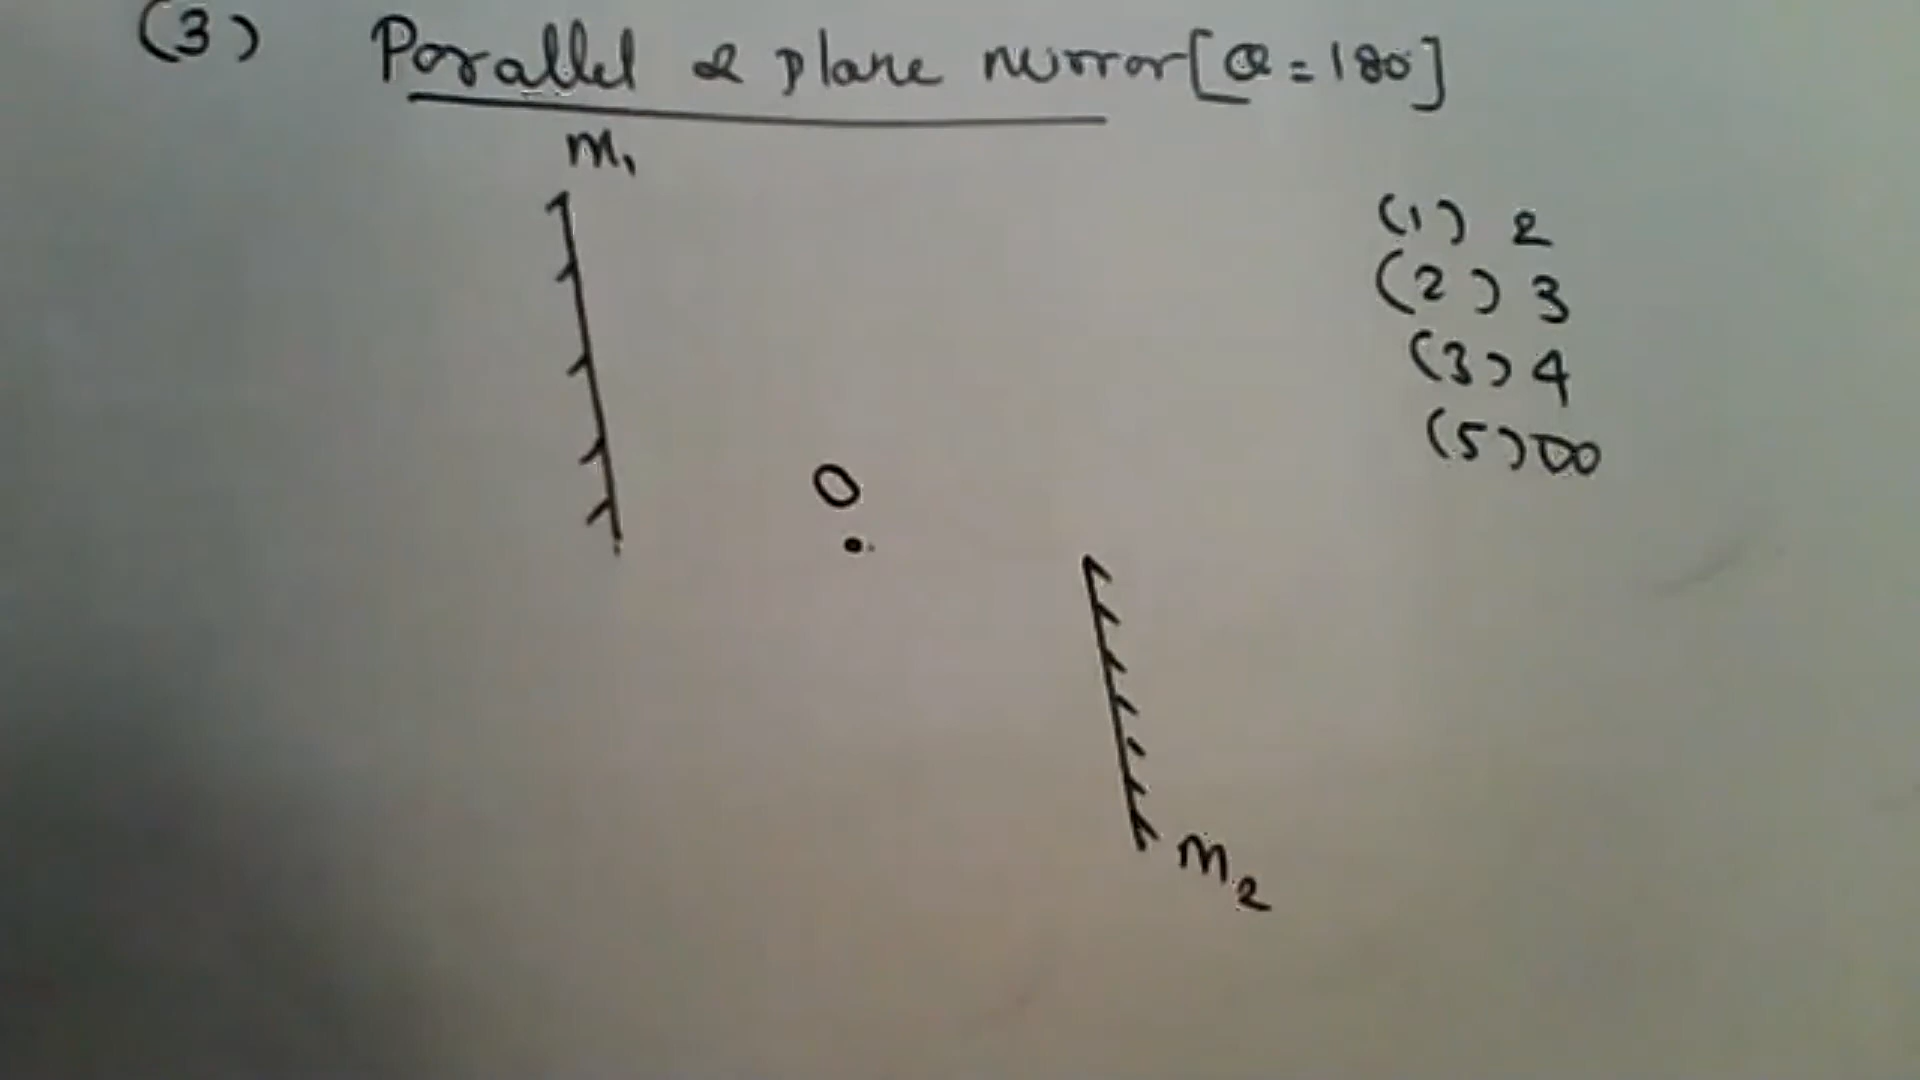 (3) Parallel 2 plane mirror [θ = 180]
M₁
(1) 2
(2) 3
(3) 4
(5) ∞
O
M₂